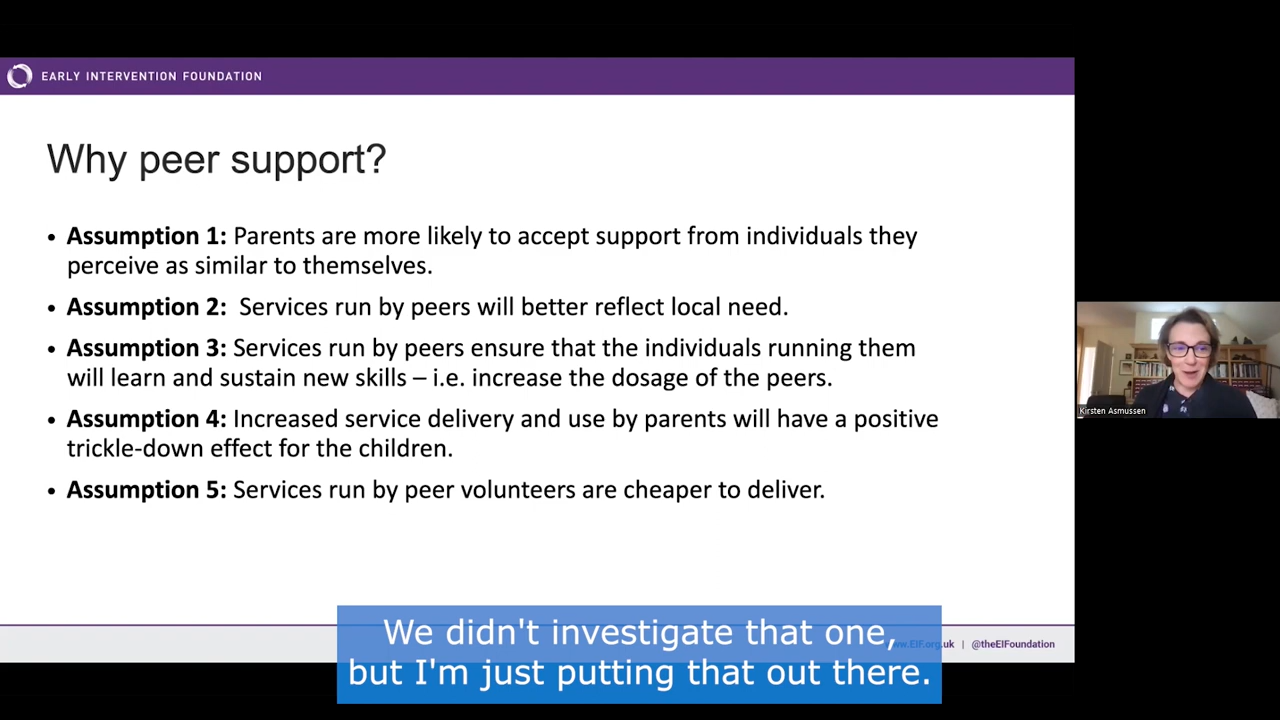 EARLY INTERVENTION FOUNDATION
Why peer support?
• Assumption 1: Parents are more likely to accept support from individuals they
perceive as similar to themselves.
• Assumption 2: Services run by peers will better reflect local need.
• Assumption 3: Services run by peers ensure that the individuals running them
will learn and sustain new skills – i.e. increase the dosage of the peers.
• Assumption 4: Increased service delivery and use by parents will have a positive
trickle-down effect for the children.
• Assumption 5: Services run by peer volunteers are cheaper to deliver.
Kirsten Asmussen
We didn't investigate that one,
but I'm just putting that out there.
www.EIF.org.uk | @theEIFoundation